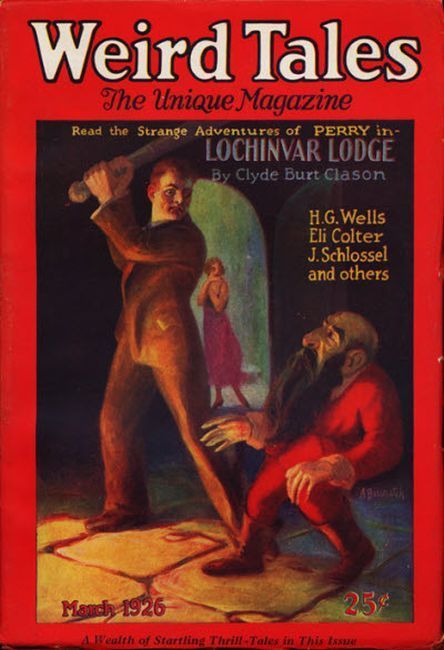 Weird Tales
The Unique Magazine
Read the Strange Adventures of PERRY in-
LOCHINVAR LODGE
By Clyde Burt Clason
H.G. Wells
Eli Colter
J. Schlossel
and others
March 1926
25¢
A Wealth of Startling Thrill-Tales in This Issue